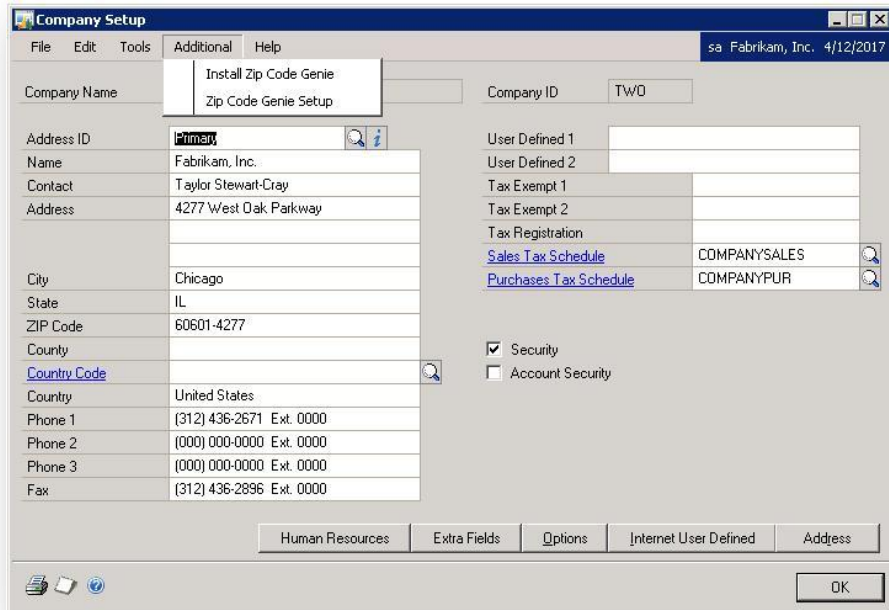 Company Setup
File Edit Tools Additional Help sa Fabrikam, Inc. 4/12/2017
Install Zip Code Genie
Zip Code Genie Setup
Company Name Company ID TWO
Address ID Primary User Defined 1
Name Fabrikam, Inc. User Defined 2
Contact Taylor Stewart-Cray Tax Exempt 1
Address 4277 West Oak Parkway Tax Exempt 2
Tax Registration
Sales Tax Schedule COMPANYSALES
City Chicago Purchases Tax Schedule COMPANYPUR
State IL
ZIP Code 60601-4277
County Security
Country Code Account Security
Country United States
Phone 1 (312) 436-2671 Ext. 0000
Phone 2 (000) 000-0000 Ext. 0000
Phone 3 (000) 000-0000 Ext. 0000
Fax (312) 436-2896 Ext. 0000
Human Resources Extra Fields Options Internet User Defined Address
OK